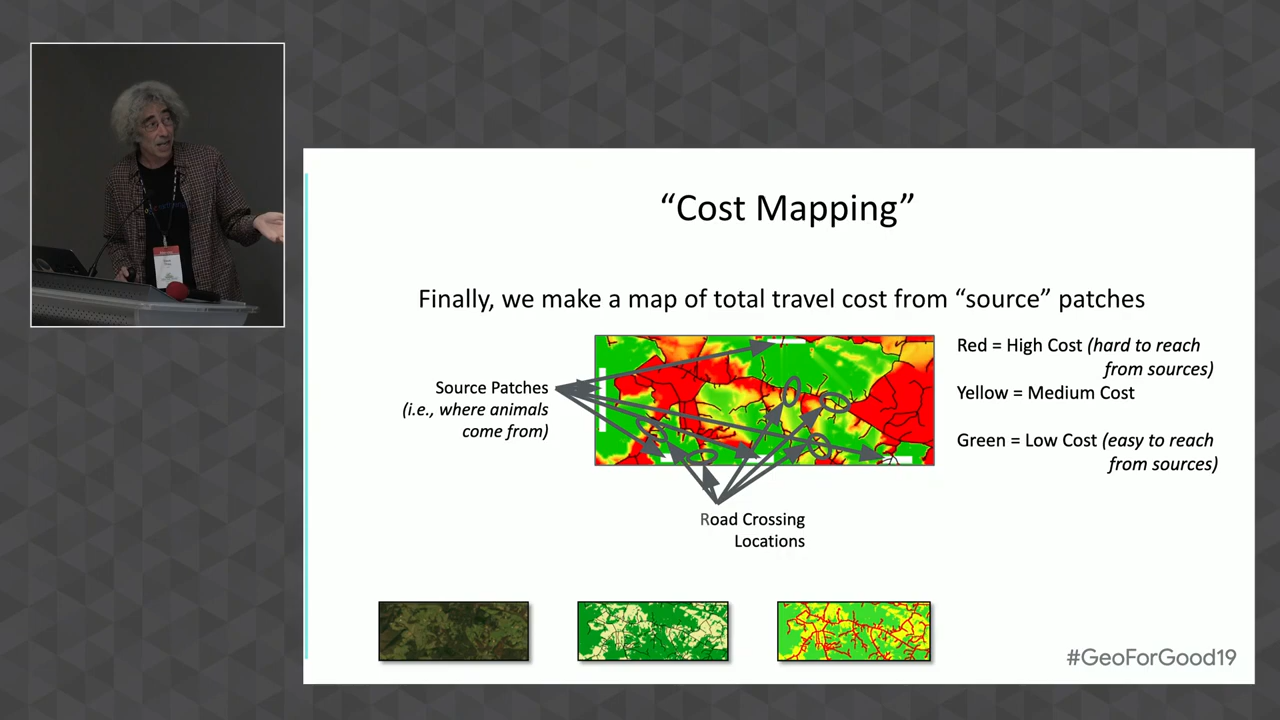 “Cost Mapping”
Finally, we make a map of total travel cost from “source” patches
Source Patches
(i.e., where animals
come from)
Red = High Cost (hard to reach
from sources)
Yellow = Medium Cost
Green = Low Cost (easy to reach
from sources)
Road Crossing
Locations
#GeoForGood19